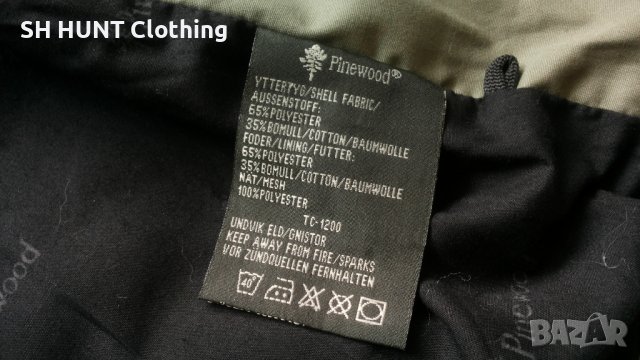 SH HUNT Clothing
Pinewood®
YTTERTYG/SHELL FABRIC/
AUSSENSTOFF:
65%POLYESTER
35%BOMULL/COTTON/BAUMWOLLE
FODER/LINING/FUTTER:
65%POLYESTER
35%BOMULL/COTTON/BAUMWOLLE
NÄT/MESH
100%POLYESTER
TC-1200
UNDVIK ELD/GNISTOR
KEEP AWAY FROM FIRE/SPARKS
VOR ZÜNDQUELLEN FERNHALTEN
40°
Pinewood
BAZAR